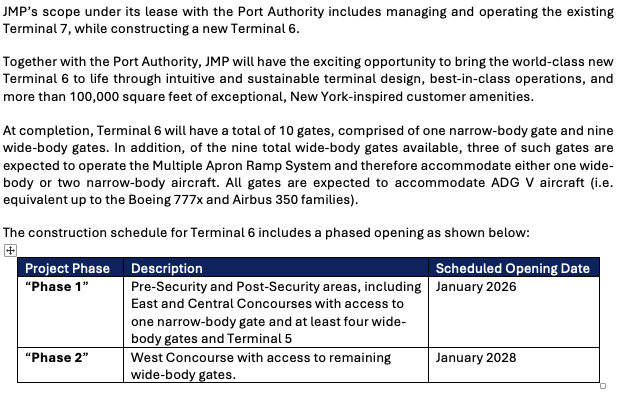 JMP's scope under its lease with the Port Authority includes managing and operating the existing
Terminal 7, while constructing a new Terminal 6.
Together with the Port Authority, JMP will have the exciting opportunity to bring the world-class new
Terminal 6 to life through intuitive and sustainable terminal design, best-in-class operations, and
more than 100,000 square feet of exceptional, New York-inspired customer amenities.
At completion, Terminal 6 will have a total of 10 gates, comprised of one narrow-body gate and nine
wide-body gates. In addition, of the nine total wide-body gates available, three of such gates are
expected to operate the Multiple Apron Ramp System and therefore accommodate either one wide-
body or two narrow-body aircraft. All gates are expected to accommodate ADG V aircraft (i.e.
equivalent up to the Boeing 777x and Airbus 350 families).
The construction schedule for Terminal 6 includes a phased opening as shown below:
Project Phase Description Scheduled Opening Date
"Phase 1" Pre-Security and Post-Security areas, including January 2026
East and Central Concourses with access to
one narrow-body gate and at least four wide-
body gates and Terminal 5
"Phase 2" West Concourse with access to remaining January 2028
wide-body gates.